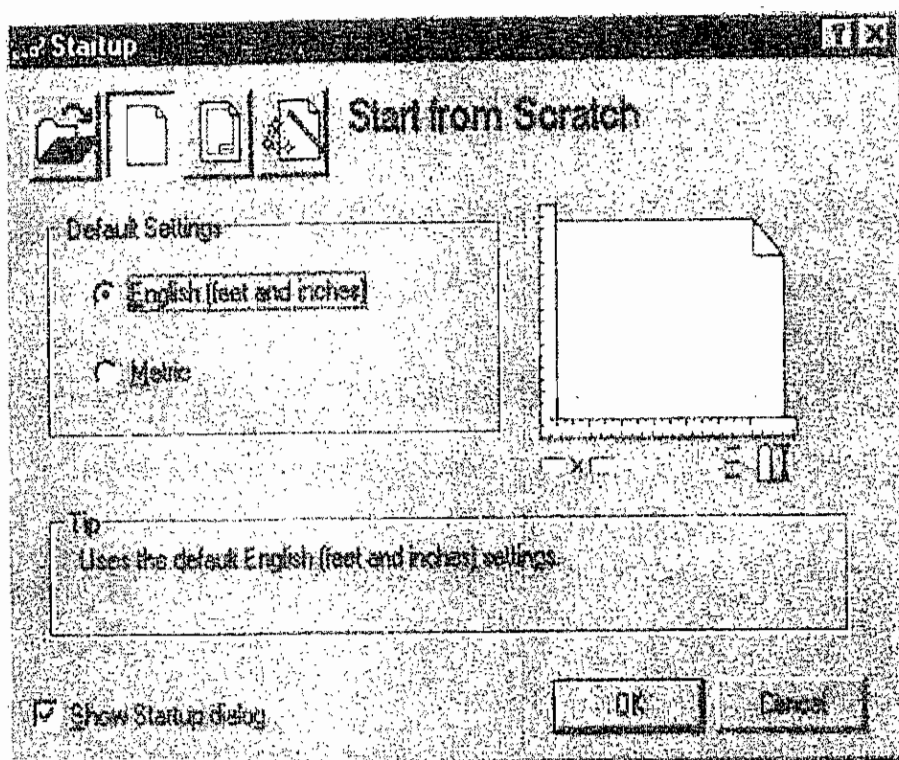 Startup
Start from Scratch
Default Settings
English (feet and inches)
Metric
Tip
Uses the default English (feet and inches) settings.
Show Startup dialog
OK
Cancel